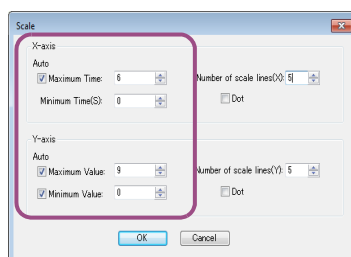 Scale
X-axis
Auto
Maximum Time: 6
Number of scale lines(X): 5
Minimum Time(S): 0
Dot
Y-axis
Auto
Maximum Value: 9
Number of scale lines(Y): 5
Minimum Value: 0
Dot
OK Cancel